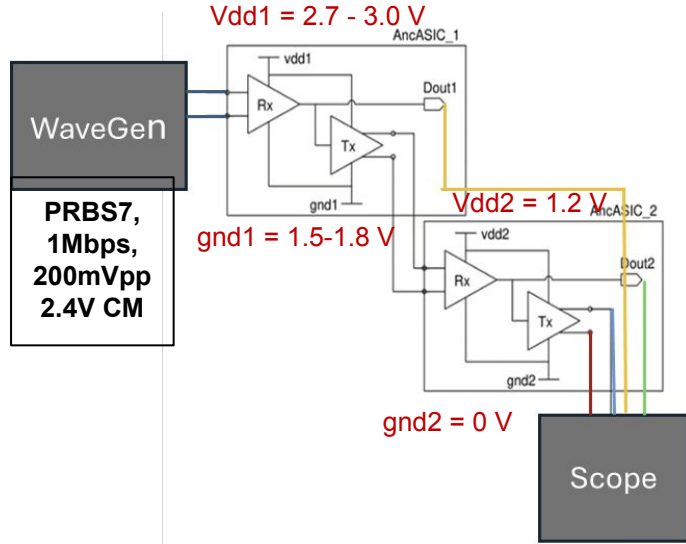 Vdd1 = 2.7 - 3.0 V
AncASIC_1
vdd1
Dout1
Rx
WaveGen
Tx
gnd1
PRBS7,
1Mbps,
200mVpp
2.4V CM
Vdd2 = 1.2 V
AncASIC_2
gnd1 = 1.5-1.8 V
vdd2
Dout2
Rx
Tx
gnd2
gnd2 = 0 V
Scope